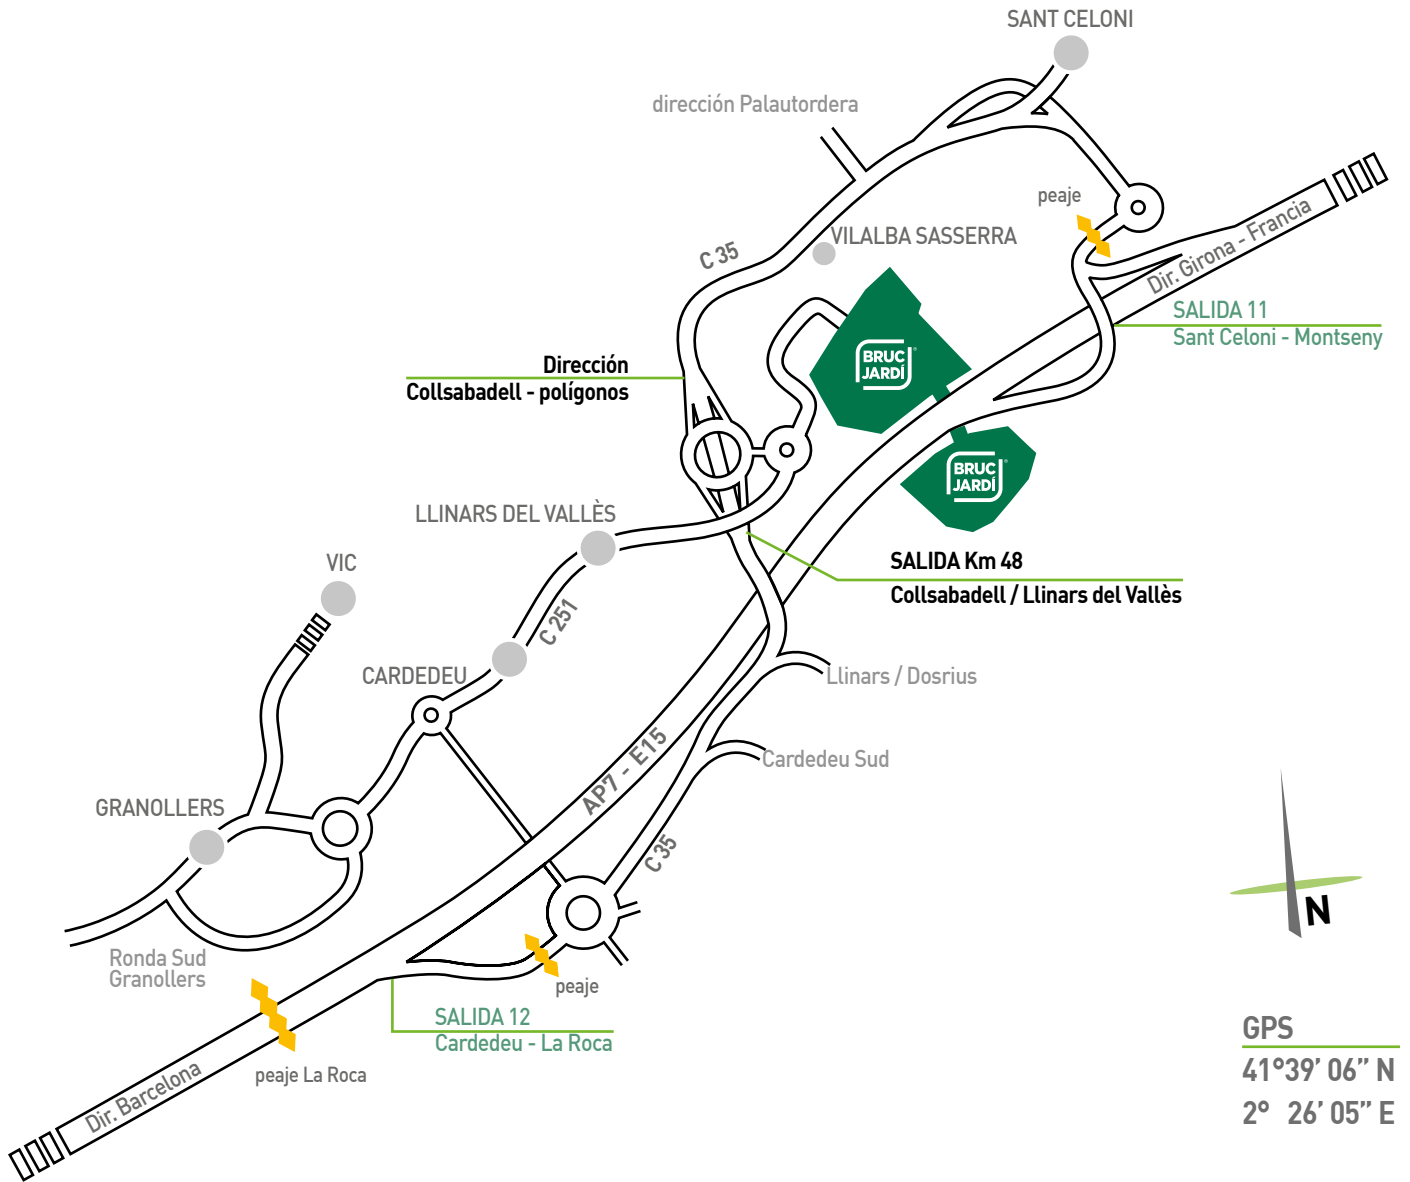 SANT CELONI
dirección Palautordera
peaje
VILALBA SASSERRA
C 35
Dir. Girona - Francia
SALIDA 11
Sant Celoni - Montseny
BRUC
JARDÍ
®
Dirección
Collsabadell - polígonos
BRUC
JARDÍ
®
LLINARS DEL VALLÈS
VIC
SALIDA Km 48
Collsabadell / Llinars del Vallès
C 251
CARDEDEU
Llinars / Dosrius
AP7 - E15
Cardedeu Sud
GRANOLLERS
C 35
N
Ronda Sud
Granollers
peaje
SALIDA 12
Cardedeu - La Roca
peaje La Roca
Dir. Barcelona
GPS
41°39’ 06” N
2° 26’ 05” E